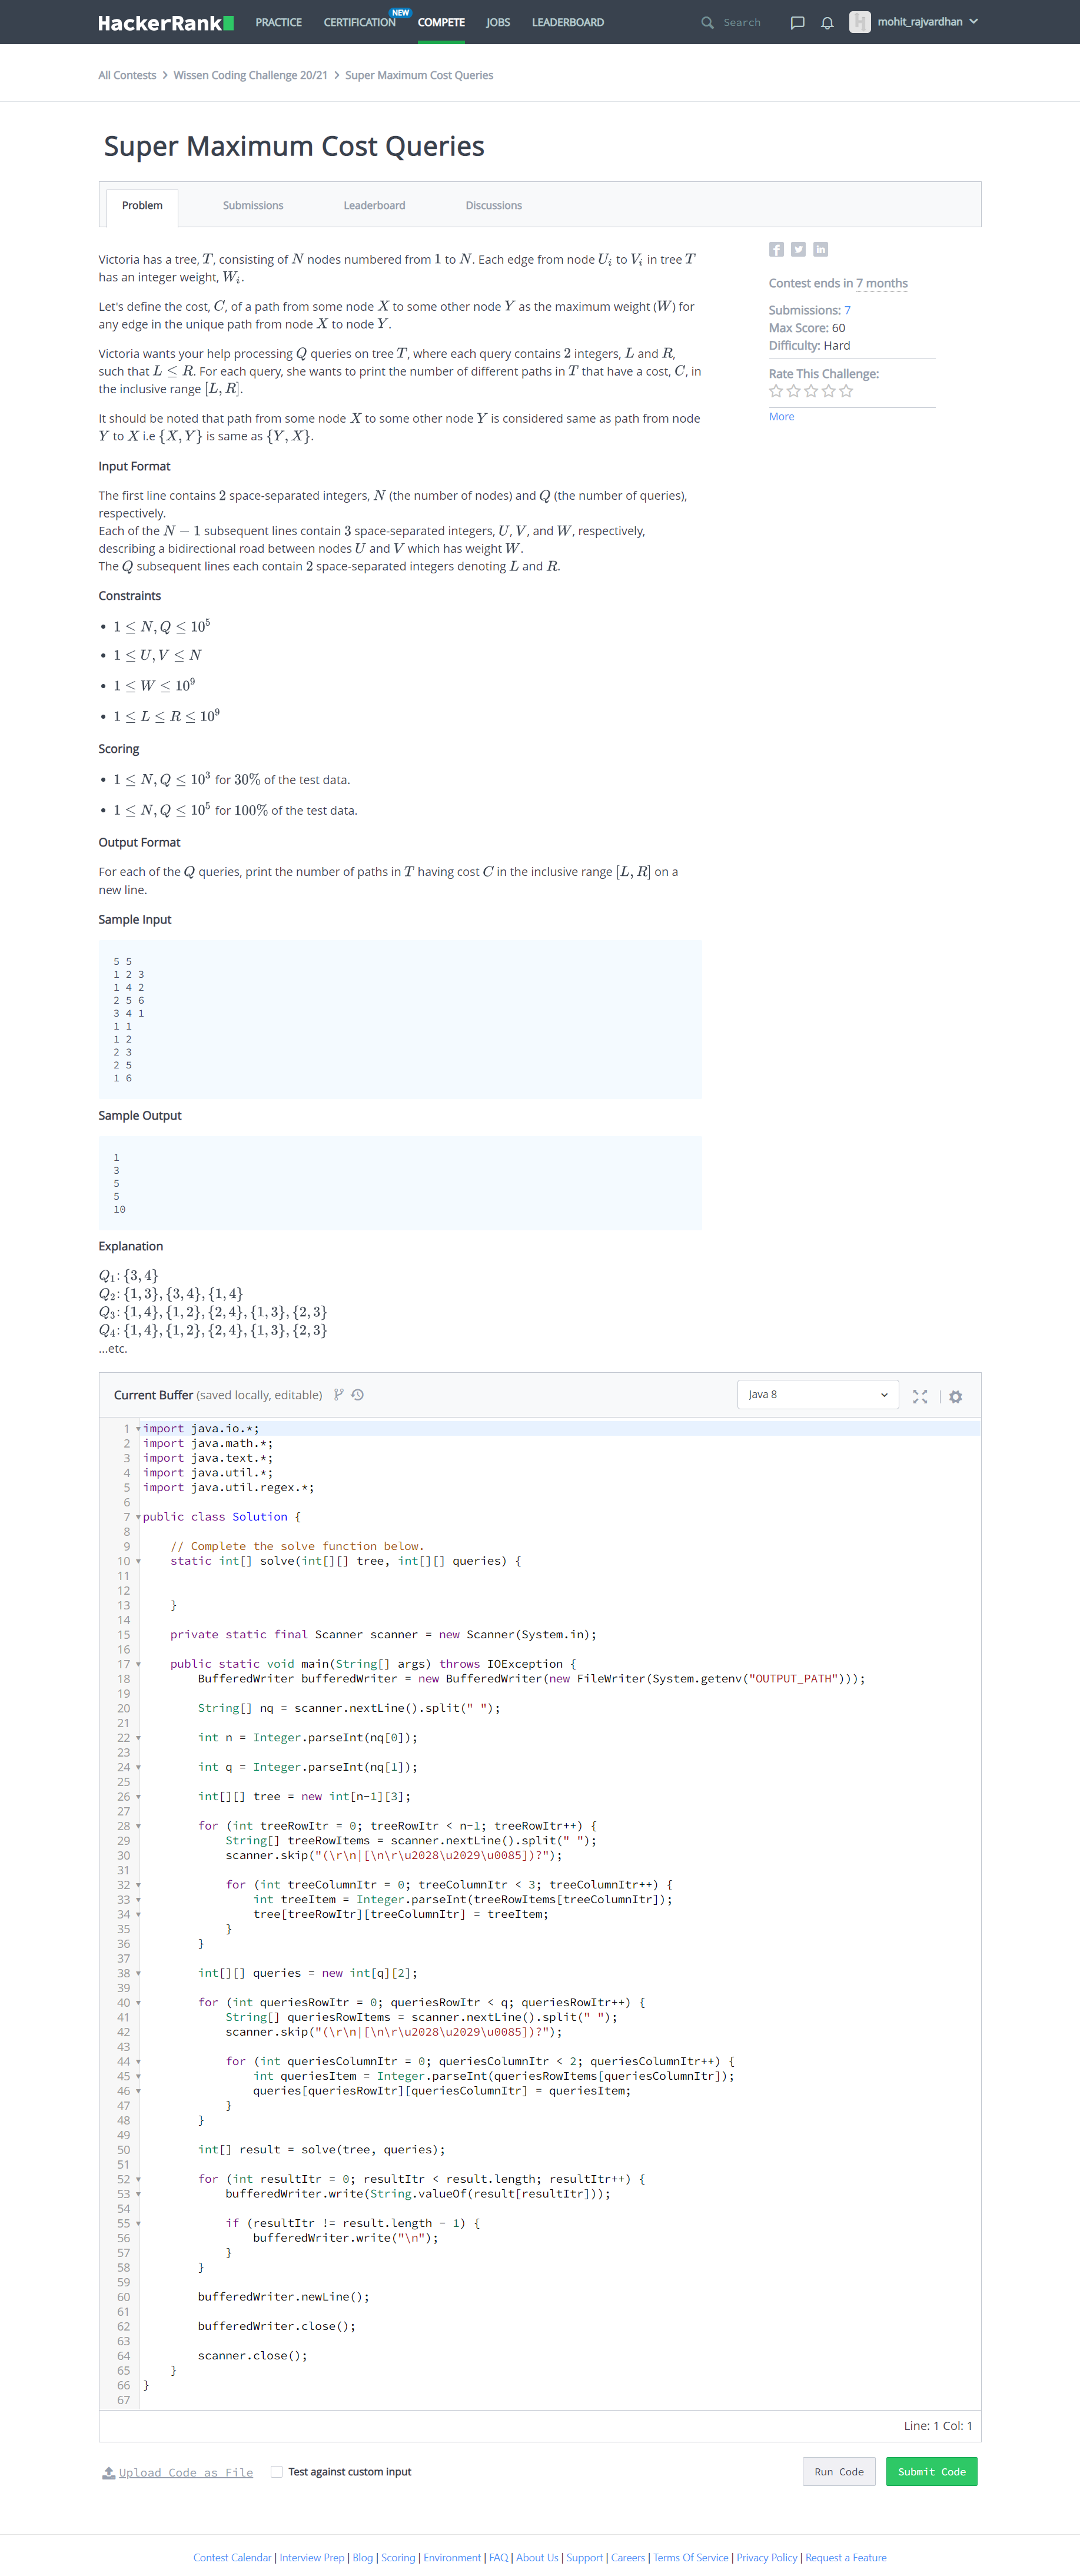 HackerRank
PRACTICE
CERTIFICATION
NEW
COMPETE
JOBS
LEADERBOARD
Search
mohit_rajvardhan
All Contests > Wissen Coding Challenge 20/21 > Super Maximum Cost Queries
Super Maximum Cost Queries
Problem
Submissions
Leaderboard
Discussions
Victoria has a tree, T, consisting of N nodes numbered from 1 to N. Each edge from node Uᵢ to Vᵢ in tree T
has an integer weight, Wᵢ.
Let's define the cost, C, of a path from some node X to some other node Y as the maximum weight (W) for
any edge in the unique path from node X to node Y.
Victoria wants your help processing Q queries on tree T, where each query contains 2 integers, L and R,
such that L ≤ R. For each query, she wants to print the number of different paths in T that have a cost, C, in
the inclusive range [L, R].
It should be noted that path from some node X to some other node Y is considered same as path from node
Y to X i.e {X, Y} is same as {Y, X}.
Input Format
The first line contains 2 space-separated integers, N (the number of nodes) and Q (the number of queries),
respectively.
Each of the N − 1 subsequent lines contain 3 space-separated integers, U, V, and W, respectively,
describing a bidirectional road between nodes U and V which has weight W.
The Q subsequent lines each contain 2 space-separated integers denoting L and R.
Constraints
• 1 ≤ N, Q ≤ 10⁵
• 1 ≤ U, V ≤ N
• 1 ≤ W ≤ 10⁹
• 1 ≤ L ≤ R ≤ 10⁹
Scoring
• 1 ≤ N, Q ≤ 10³ for 30% of the test data.
• 1 ≤ N, Q ≤ 10⁵ for 100% of the test data.
Output Format
For each of the Q queries, print the number of paths in T having cost C in the inclusive range [L, R] on a
new line.
Sample Input
5 5
1 2 3
1 4 2
2 5 6
3 4 1
1 1
1 2
2 3
2 5
1 6
Sample Output
1
3
5
5
10
Explanation
Q₁: {3, 4}
Q₂: {1, 3}, {3, 4}, {1, 4}
Q₃: {1, 4}, {1, 2}, {2, 4}, {1, 3}, {2, 3}
Q₄: {1, 4}, {1, 2}, {2, 4}, {1, 3}, {2, 3}
...etc.
Contest ends in 7 months
Submissions: 7
Max Score: 60
Difficulty: Hard
Rate This Challenge:
More
Current Buffer (saved locally, editable)
Java 8
1 import java.io.*;
2 import java.math.*;
3 import java.text.*;
4 import java.util.*;
5 import java.util.regex.*;
6
7 public class Solution {
8
9     // Complete the solve function below.
10     static int[] solve(int[][] tree, int[][] queries) {
11
12
13     }
14
15     private static final Scanner scanner = new Scanner(System.in);
16
17     public static void main(String[] args) throws IOException {
18         BufferedWriter bufferedWriter = new BufferedWriter(new FileWriter(System.getenv("OUTPUT_PATH")));
19
20         String[] nq = scanner.nextLine().split(" ");
21
22         int n = Integer.parseInt(nq[0]);
23
24         int q = Integer.parseInt(nq[1]);
25
26         int[][] tree = new int[n-1][3];
27
28         for (int treeRowItr = 0; treeRowItr < n-1; treeRowItr++) {
29             String[] treeRowItems = scanner.nextLine().split(" ");
30             scanner.skip("(\r\n|[\n\r\u2028\u2029\u0085])?");
31
32             for (int treeColumnItr = 0; treeColumnItr < 3; treeColumnItr++) {
33                 int treeItem = Integer.parseInt(treeRowItems[treeColumnItr]);
34                 tree[treeRowItr][treeColumnItr] = treeItem;
35             }
36         }
37
38         int[][] queries = new int[q][2];
39
40         for (int queriesRowItr = 0; queriesRowItr < q; queriesRowItr++) {
41             String[] queriesRowItems = scanner.nextLine().split(" ");
42             scanner.skip("(\r\n|[\n\r\u2028\u2029\u0085])?");
43
44             for (int queriesColumnItr = 0; queriesColumnItr < 2; queriesColumnItr++) {
45                 int queriesItem = Integer.parseInt(queriesRowItems[queriesColumnItr]);
46                 queries[queriesRowItr][queriesColumnItr] = queriesItem;
47             }
48         }
49
50         int[] result = solve(tree, queries);
51
52         for (int resultItr = 0; resultItr < result.length; resultItr++) {
53             bufferedWriter.write(String.valueOf(result[resultItr]));
54
55             if (resultItr != result.length - 1) {
56                 bufferedWriter.write("\n");
57             }
58         }
59
60         bufferedWriter.newLine();
61
62         bufferedWriter.close();
63
64         scanner.close();
65     }
66 }
67
Line: 1 Col: 1
Upload Code as File
Test against custom input
Run Code
Submit Code
Contest Calendar | Interview Prep | Blog | Scoring | Environment | FAQ | About Us | Support | Careers | Terms Of Service | Privacy Policy | Request a Feature